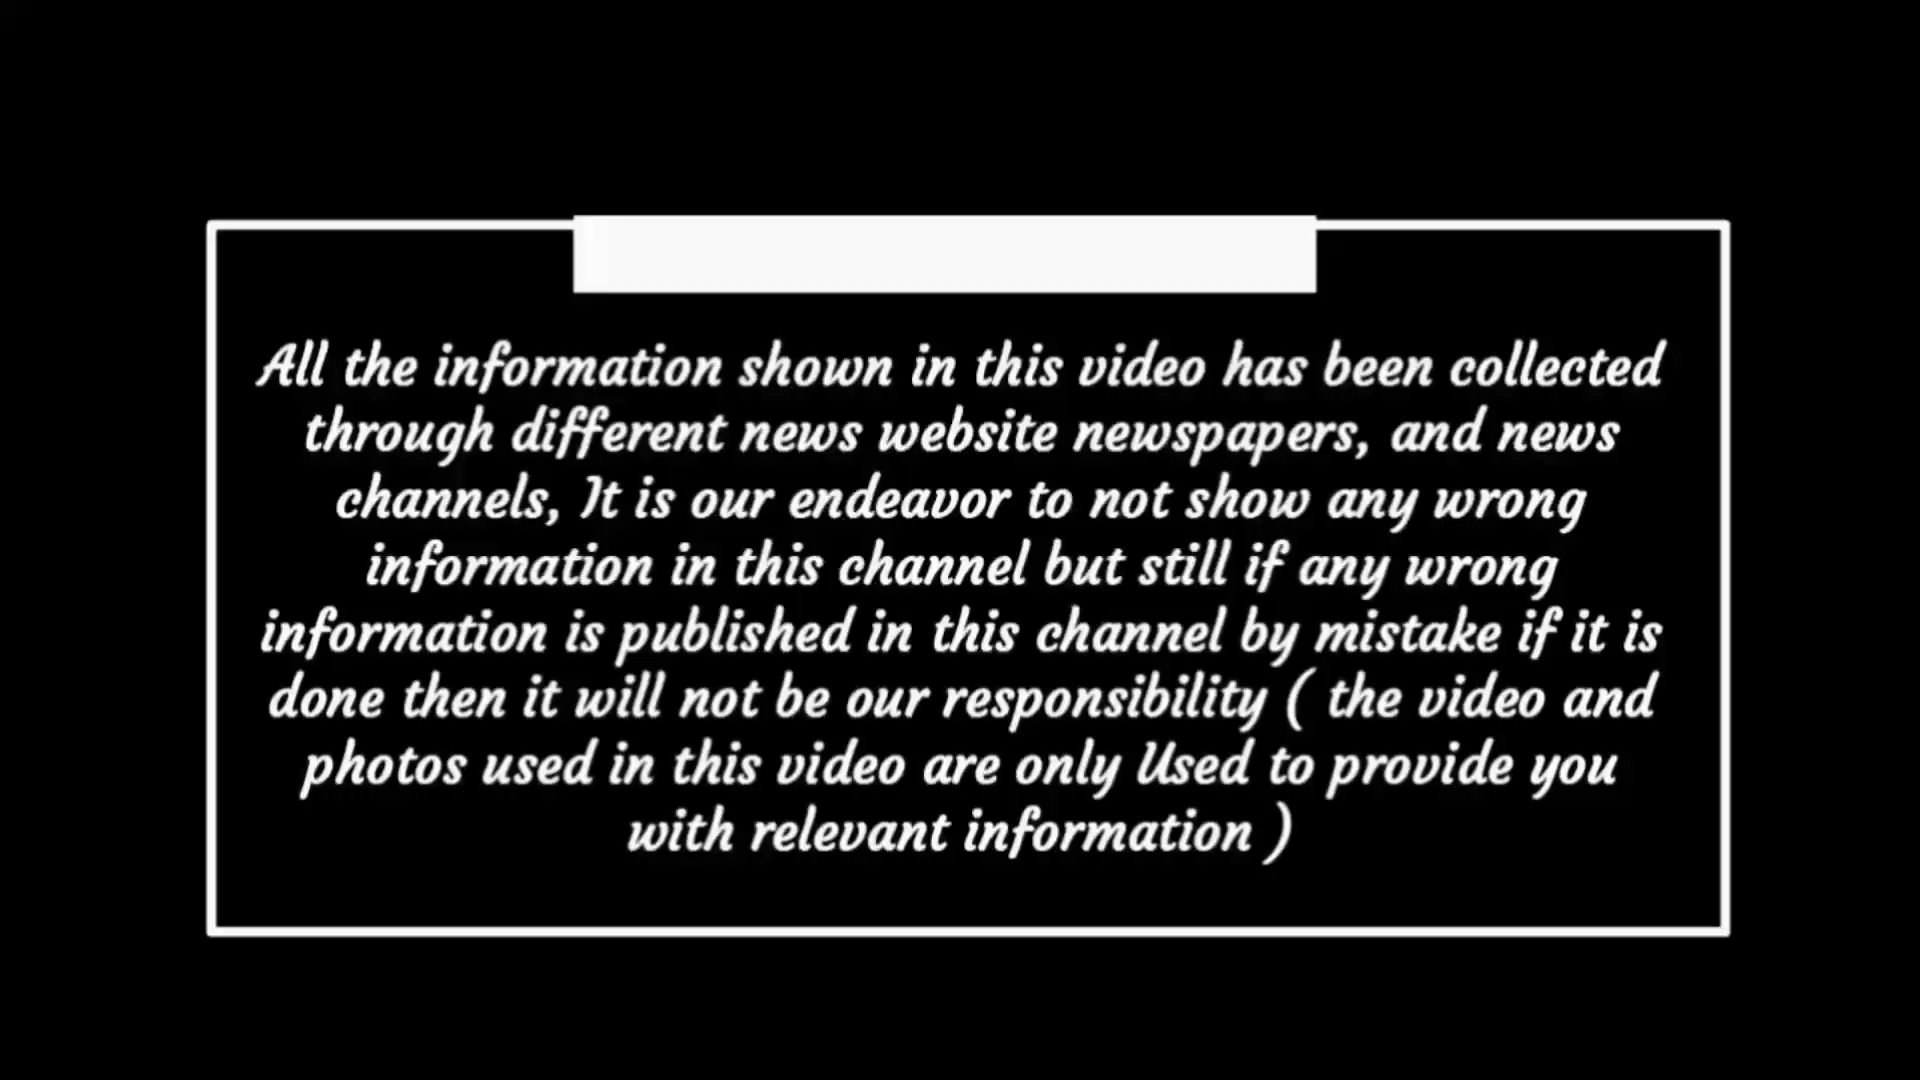 All the information shown in this video has been collected
through different news website newspapers, and news
channels, It is our endeavor to not show any wrong
information in this channel but still if any wrong
information is published in this channel by mistake if it is
done then it will not be our responsibility ( the video and
photos used in this video are only Used to provide you
with relevant information )